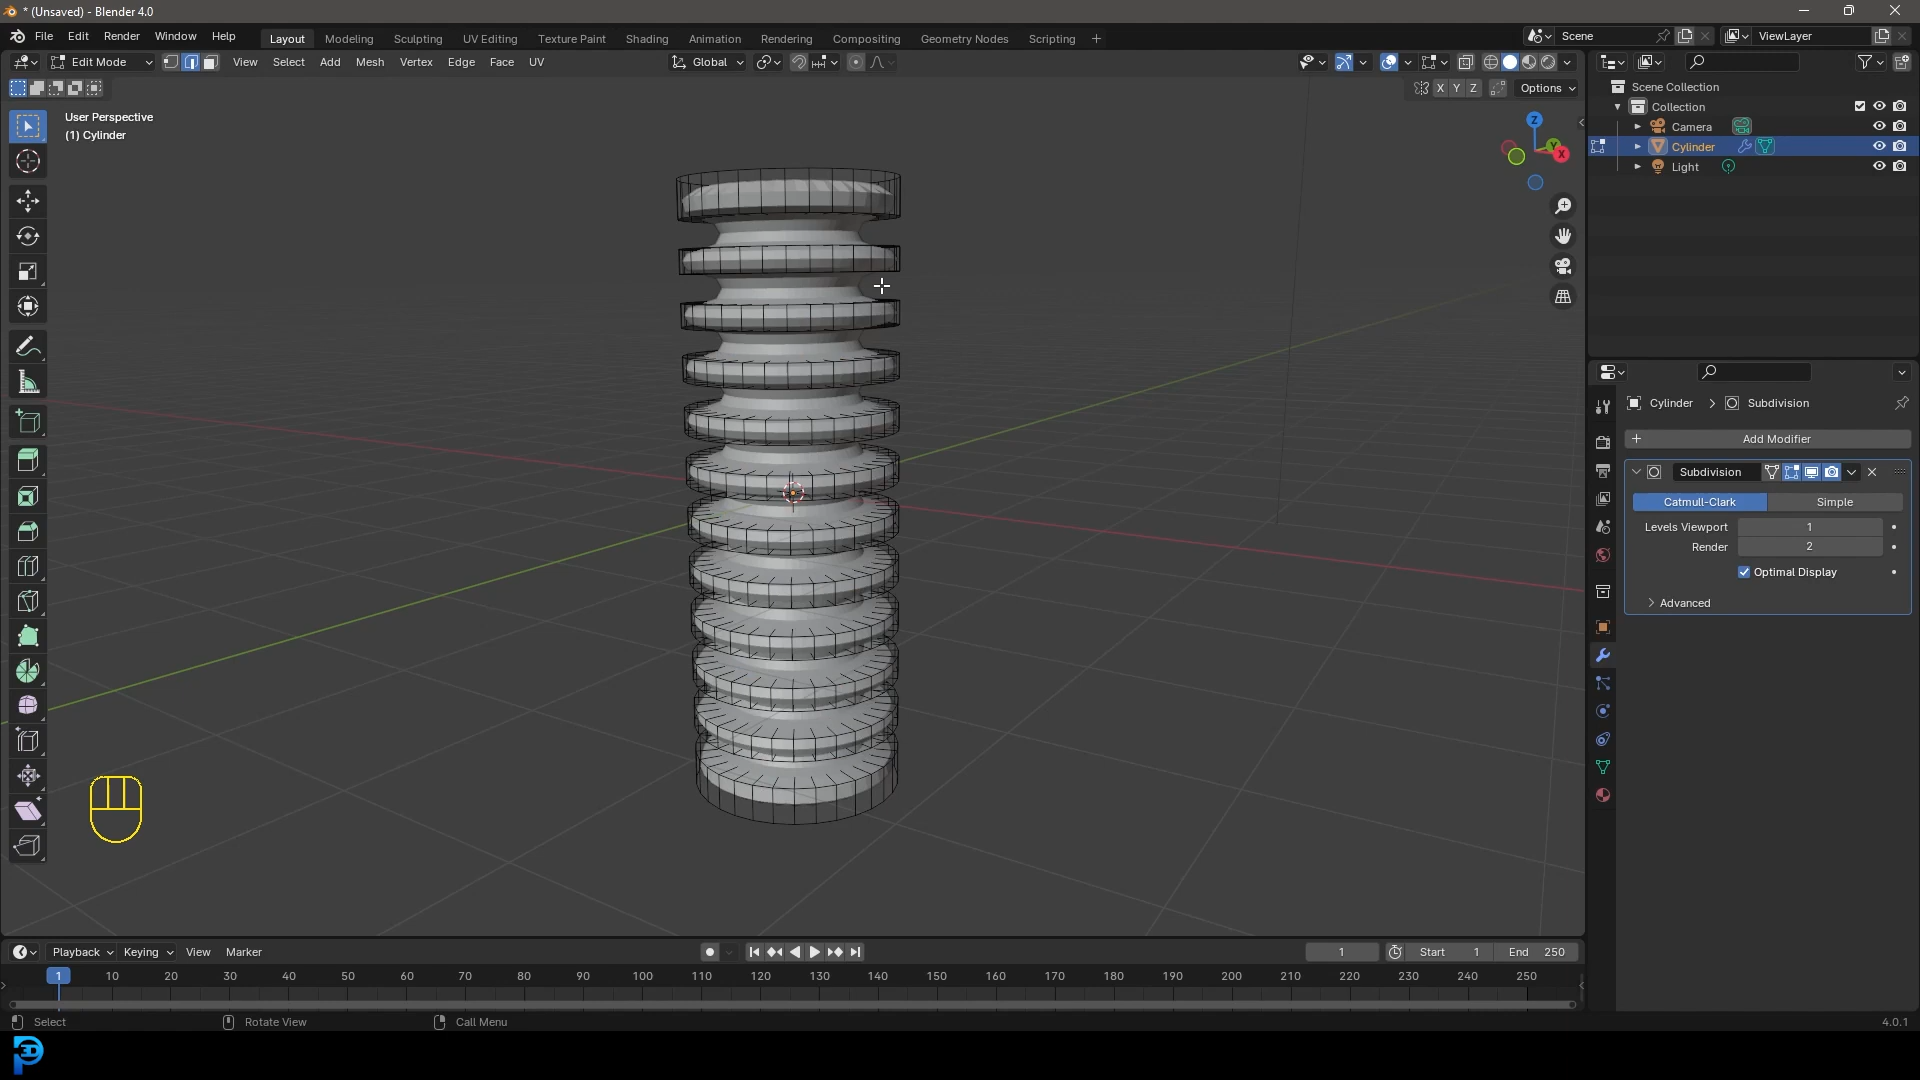 * (Unsaved) - Blender 4.0
File Edit Render Window Help Layout Modeling Sculpting UV Editing Texture Paint Shading Animation Rendering Compositing Geometry Nodes Scripting + Scene ViewLayer
Edit Mode View Select Add Mesh Vertex Edge Face UV Global
X Y Z Options
User Perspective
(1) Cylinder
Z
Y
X
Scene Collection
Collection
Camera
Cylinder
Light
Cylinder > Subdivision
+ Add Modifier
Subdivision
Catmull-Clark Simple
Levels Viewport 1
Render 2
Optimal Display
> Advanced
Playback Keying View Marker 1 Start 1 End 250
1 10 20 30 40 50 60 70 80 90 100 110 120 130 140 150 160 170 180 190 200 210 220 230 240 250
Select Rotate View Call Menu 4.0.1
3D